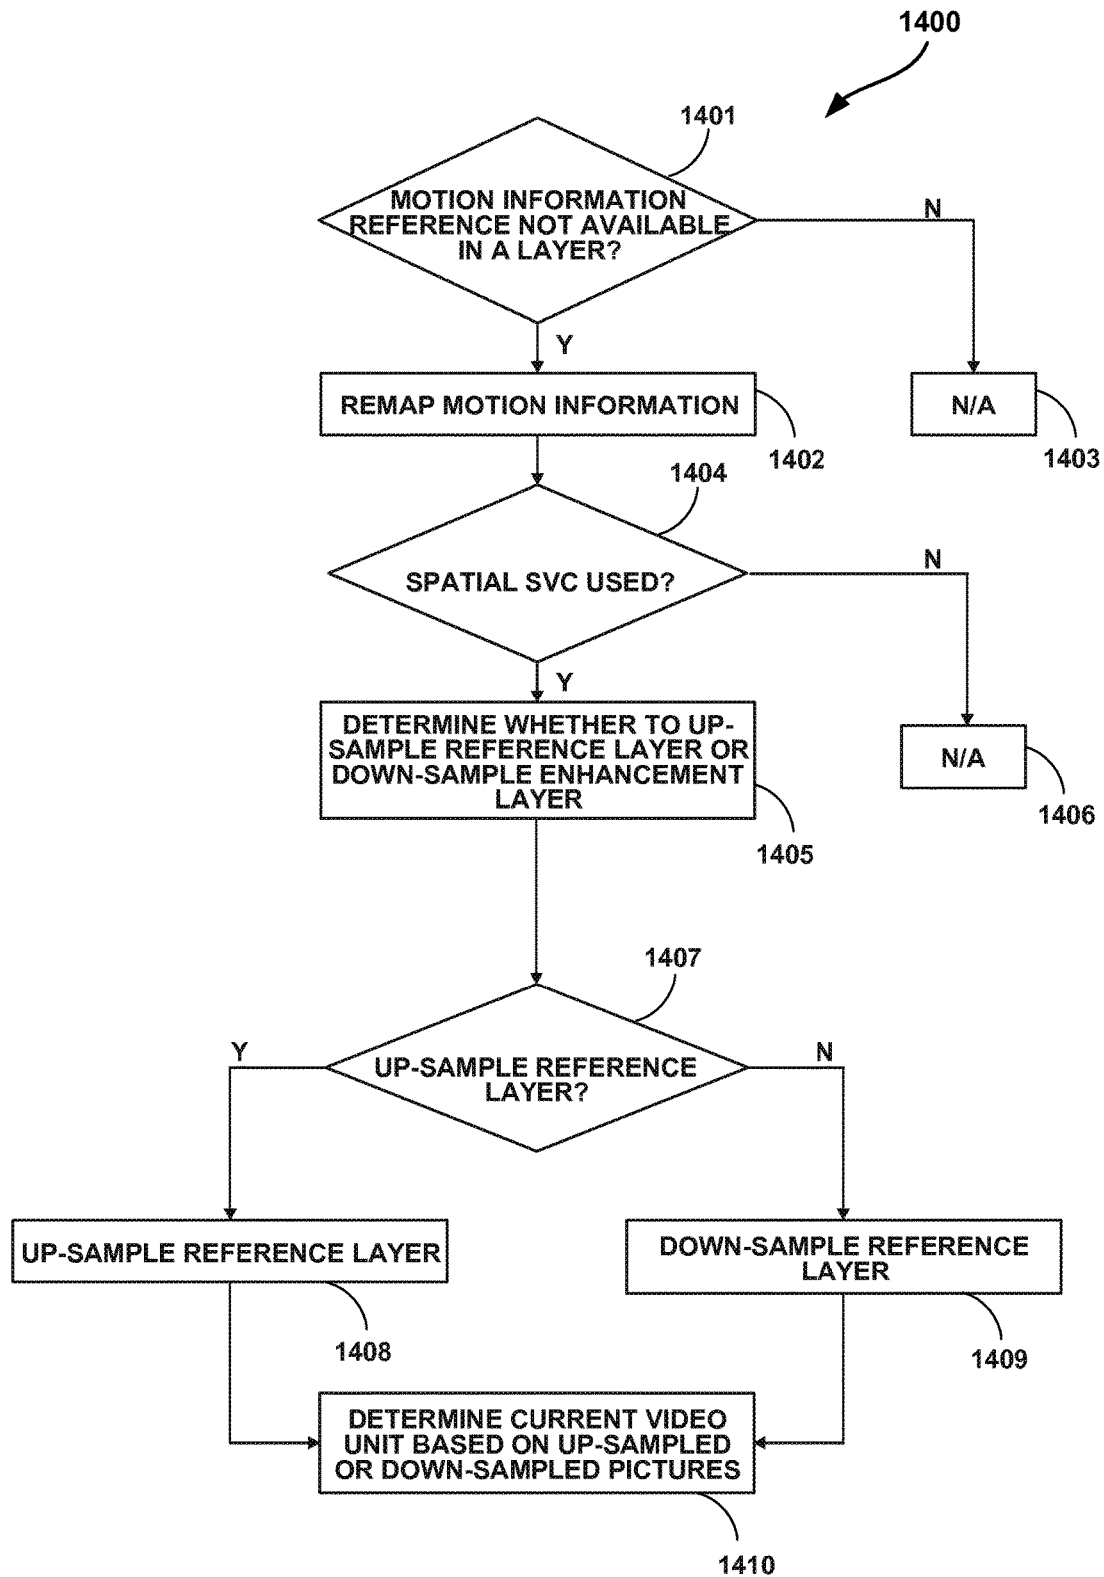 1400
1401
MOTION INFORMATION
REFERENCE NOT AVAILABLE
IN A LAYER?
N
Y
REMAP MOTION INFORMATION
N/A
1402
1403
1404
SPATIAL SVC USED?
N
Y
DETERMINE WHETHER TO UP-
SAMPLE REFERENCE LAYER OR
DOWN-SAMPLE ENHANCEMENT
LAYER
N/A
1406
1405
1407
Y
N
UP-SAMPLE REFERENCE
LAYER?
UP-SAMPLE REFERENCE LAYER
DOWN-SAMPLE REFERENCE
LAYER
1408
1409
DETERMINE CURRENT VIDEO
UNIT BASED ON UP-SAMPLED
OR DOWN-SAMPLED PICTURES
1410